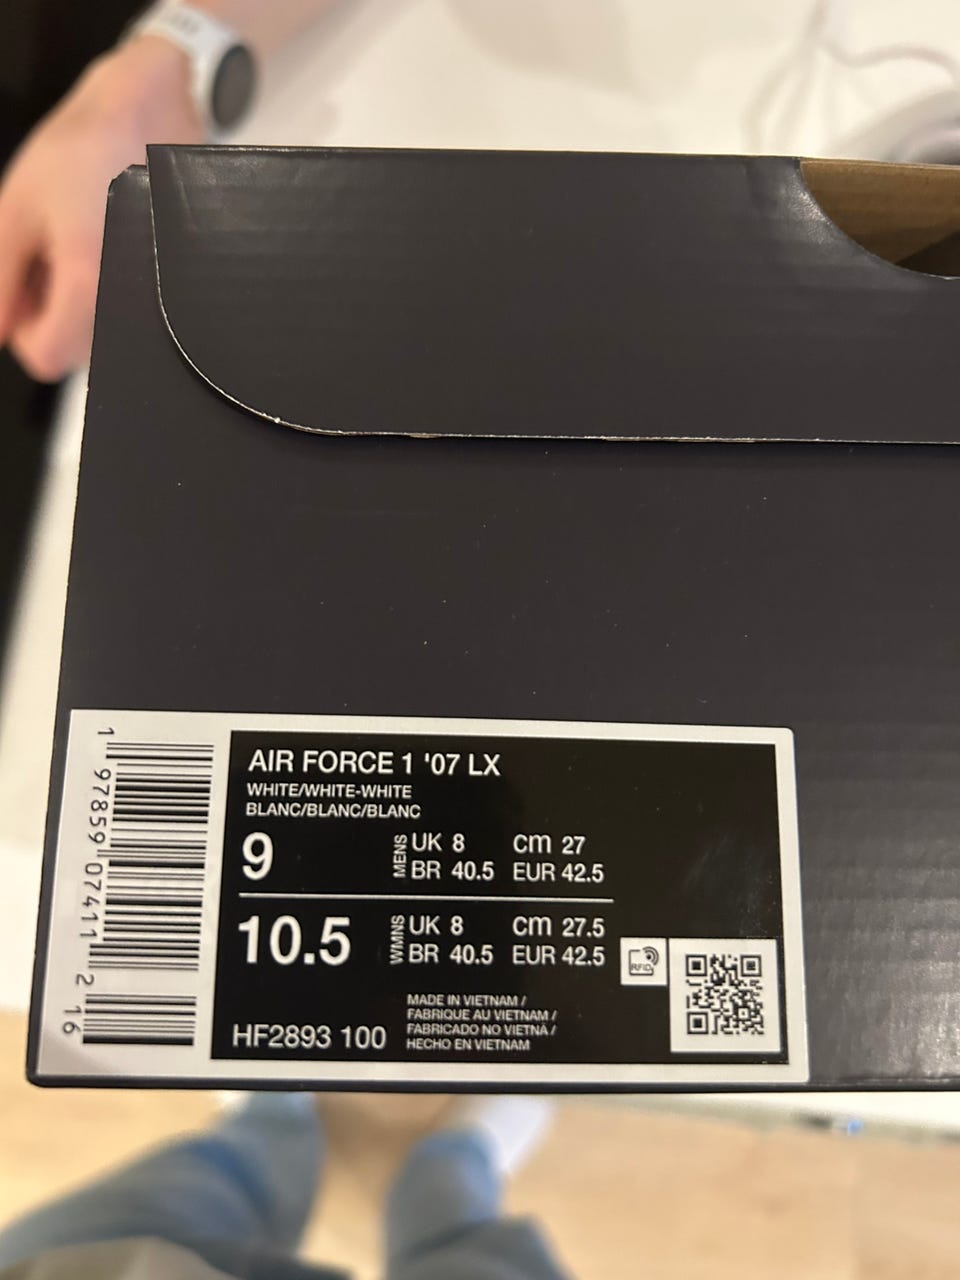 AIR FORCE 1 '07 LX
WHITE/WHITE-WHITE
BLANC/BLANC/BLANC
9
MENS
UK 8 cm 27
BR 40.5 EUR 42.5
10.5
WMNS
UK 8 cm 27.5
BR 40.5 EUR 42.5
RFID
HF2893 100
MADE IN VIETNAM /
FABRIQUE AU VIETNAM /
FABRICADO NO VIETNÃ /
HECHO EN VIETNAM
1 97859 07411 2 16